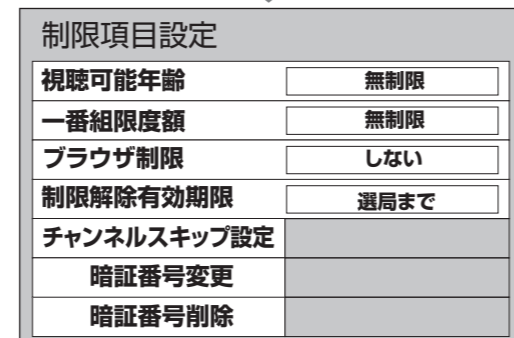 制限項目設定
視聴可能年齢 無制限
一番組限度額 無制限
ブラウザ制限 しない
制限解除有効期限 選局まで
チャンネルスキップ設定
暗証番号変更
暗証番号削除